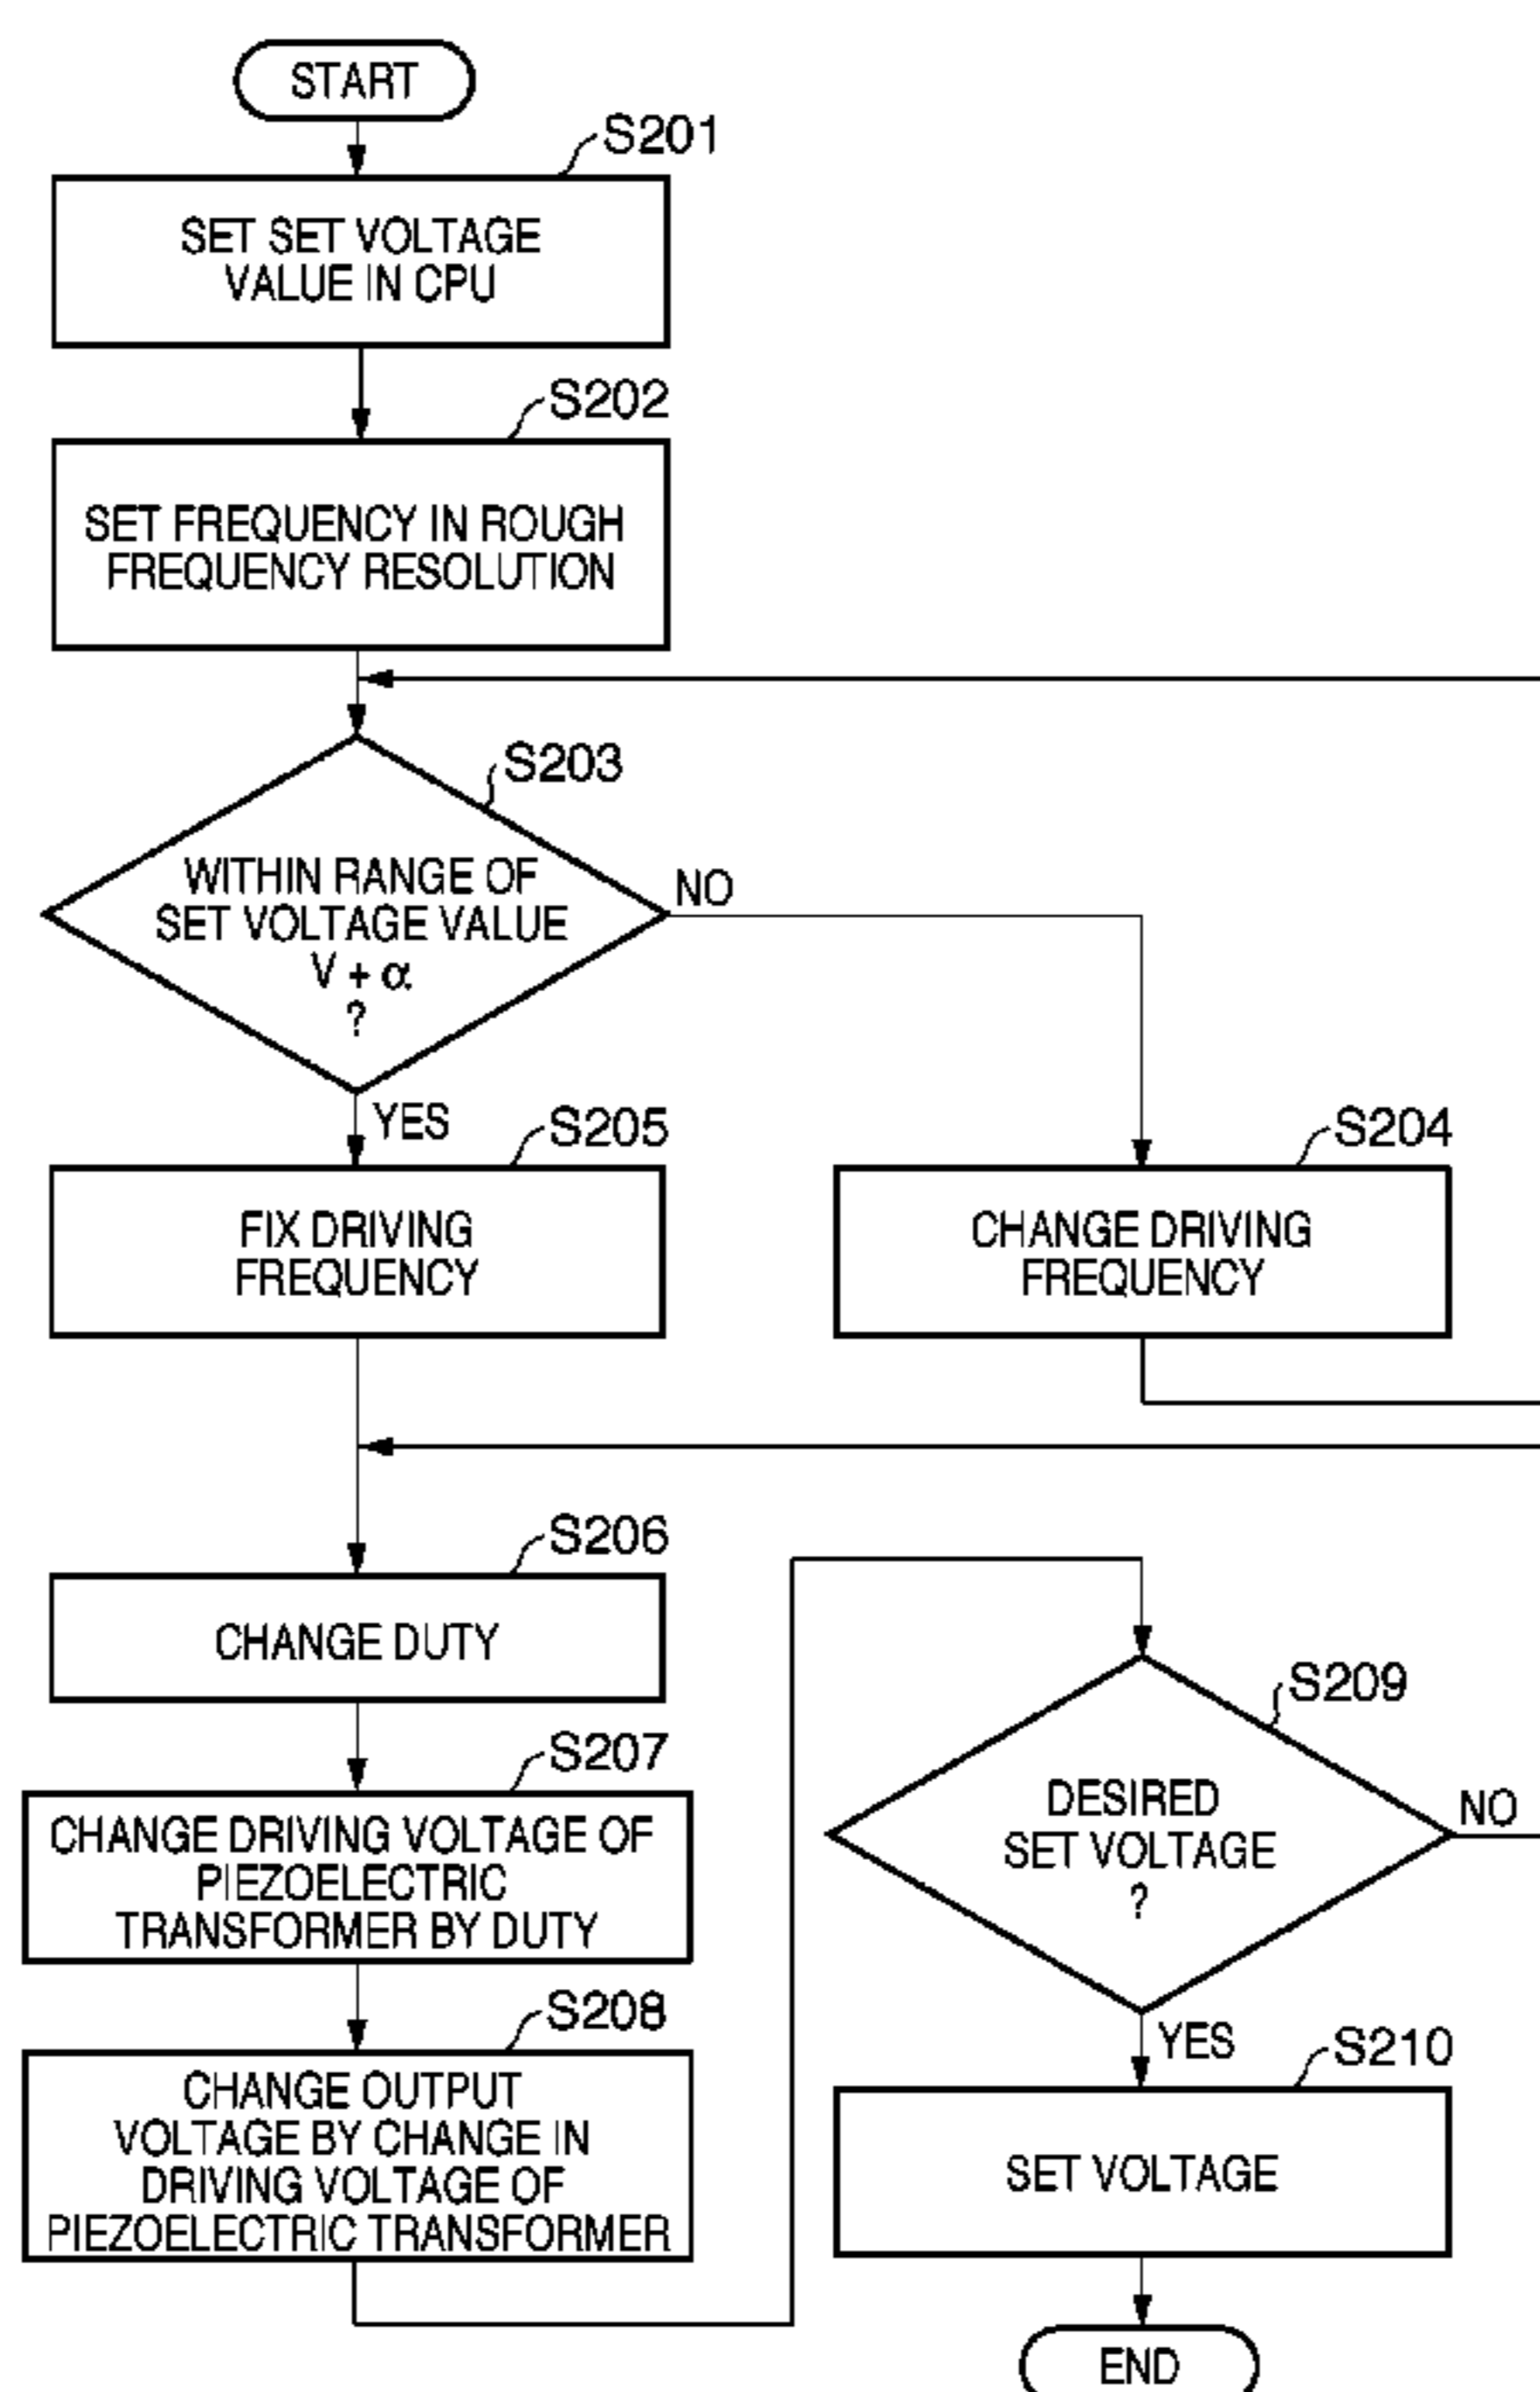 START
S201
SET SET VOLTAGE
VALUE IN CPU
S202
SET FREQUENCY IN ROUGH
FREQUENCY RESOLUTION
S203
WITHIN RANGE OF
SET VOLTAGE VALUE
V + α
?
NO
YES
S205
FIX DRIVING
FREQUENCY
S204
CHANGE DRIVING
FREQUENCY
S206
CHANGE DUTY
S207
CHANGE DRIVING VOLTAGE OF
PIEZOELECTRIC
TRANSFORMER BY DUTY
S208
CHANGE OUTPUT
VOLTAGE BY CHANGE IN
DRIVING VOLTAGE OF
PIEZOELECTRIC TRANSFORMER
S209
DESIRED
SET VOLTAGE
?
NO
YES
S210
SET VOLTAGE
END